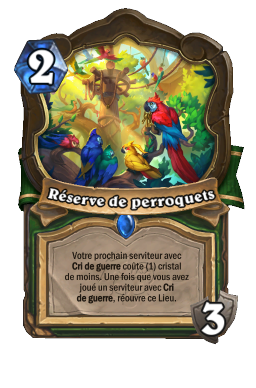 2
Réserve de perroquets
Votre prochain serviteur avec
Cri de guerre coûte (1) cristal
de moins. Une fois que vous avez
joué un serviteur avec Cri
de guerre, réouvre ce Lieu.
3